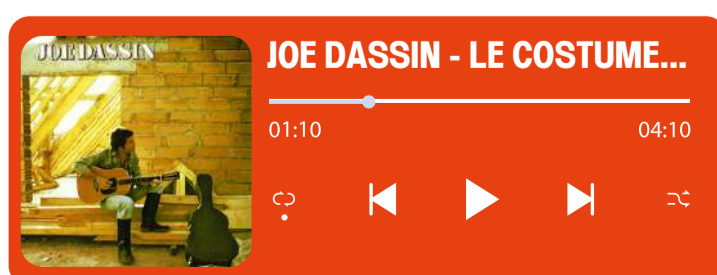 JOE DASSIN
JOE DASSIN - LE COSTUME...
01:10
04:10